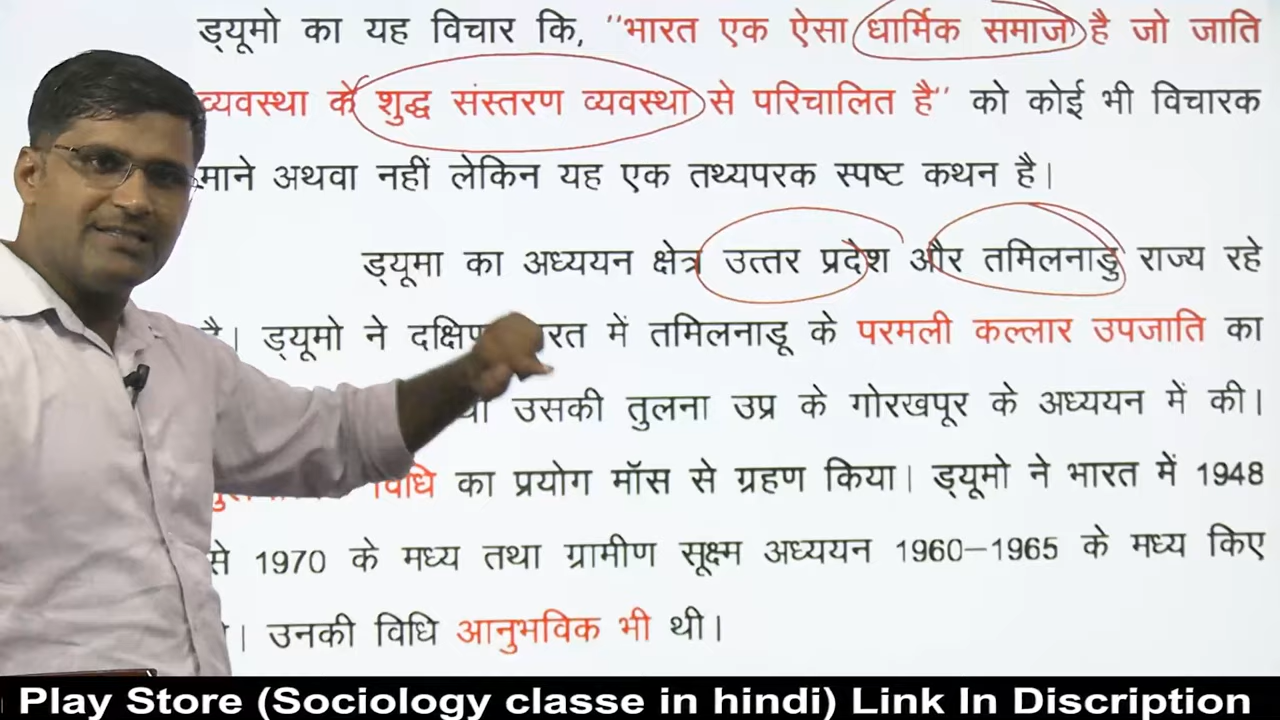 ड्यूमो का यह विचार कि, "भारत एक ऐसा धार्मिक समाज है जो जाति
व्यवस्था के शुद्ध संस्तरण व्यवस्था से परिचालित है" को कोई भी विचारक
माने अथवा नहीं लेकिन यह एक तथ्यपरक स्पष्ट कथन है।
ड्यूमा का अध्ययन क्षेत्र उत्तर प्रदेश और तमिलनाडु राज्य रहे
है। ड्यूमो ने दक्षिण भारत में तमिलनाडू के परमली कल्लार उपजाति का
उसकी तुलना उप्र के गोरखपूर के अध्ययन में की।
विधि का प्रयोग मॉस से ग्रहण किया। ड्यूमो ने भारत में 1948
से 1970 के मध्य तथा ग्रामीण सूक्ष्म अध्ययन 1960–1965 के मध्य किए
। उनकी विधि आनुभविक भी थी।
Play Store (Sociology classe in hindi) Link In Discription